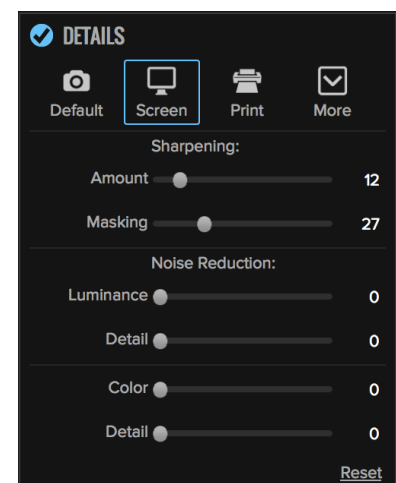 DETAILS
Default Screen Print More
Sharpening:
Amount 12
Masking 27
Noise Reduction:
Luminance 0
Detail 0
Color 0
Detail 0
Reset